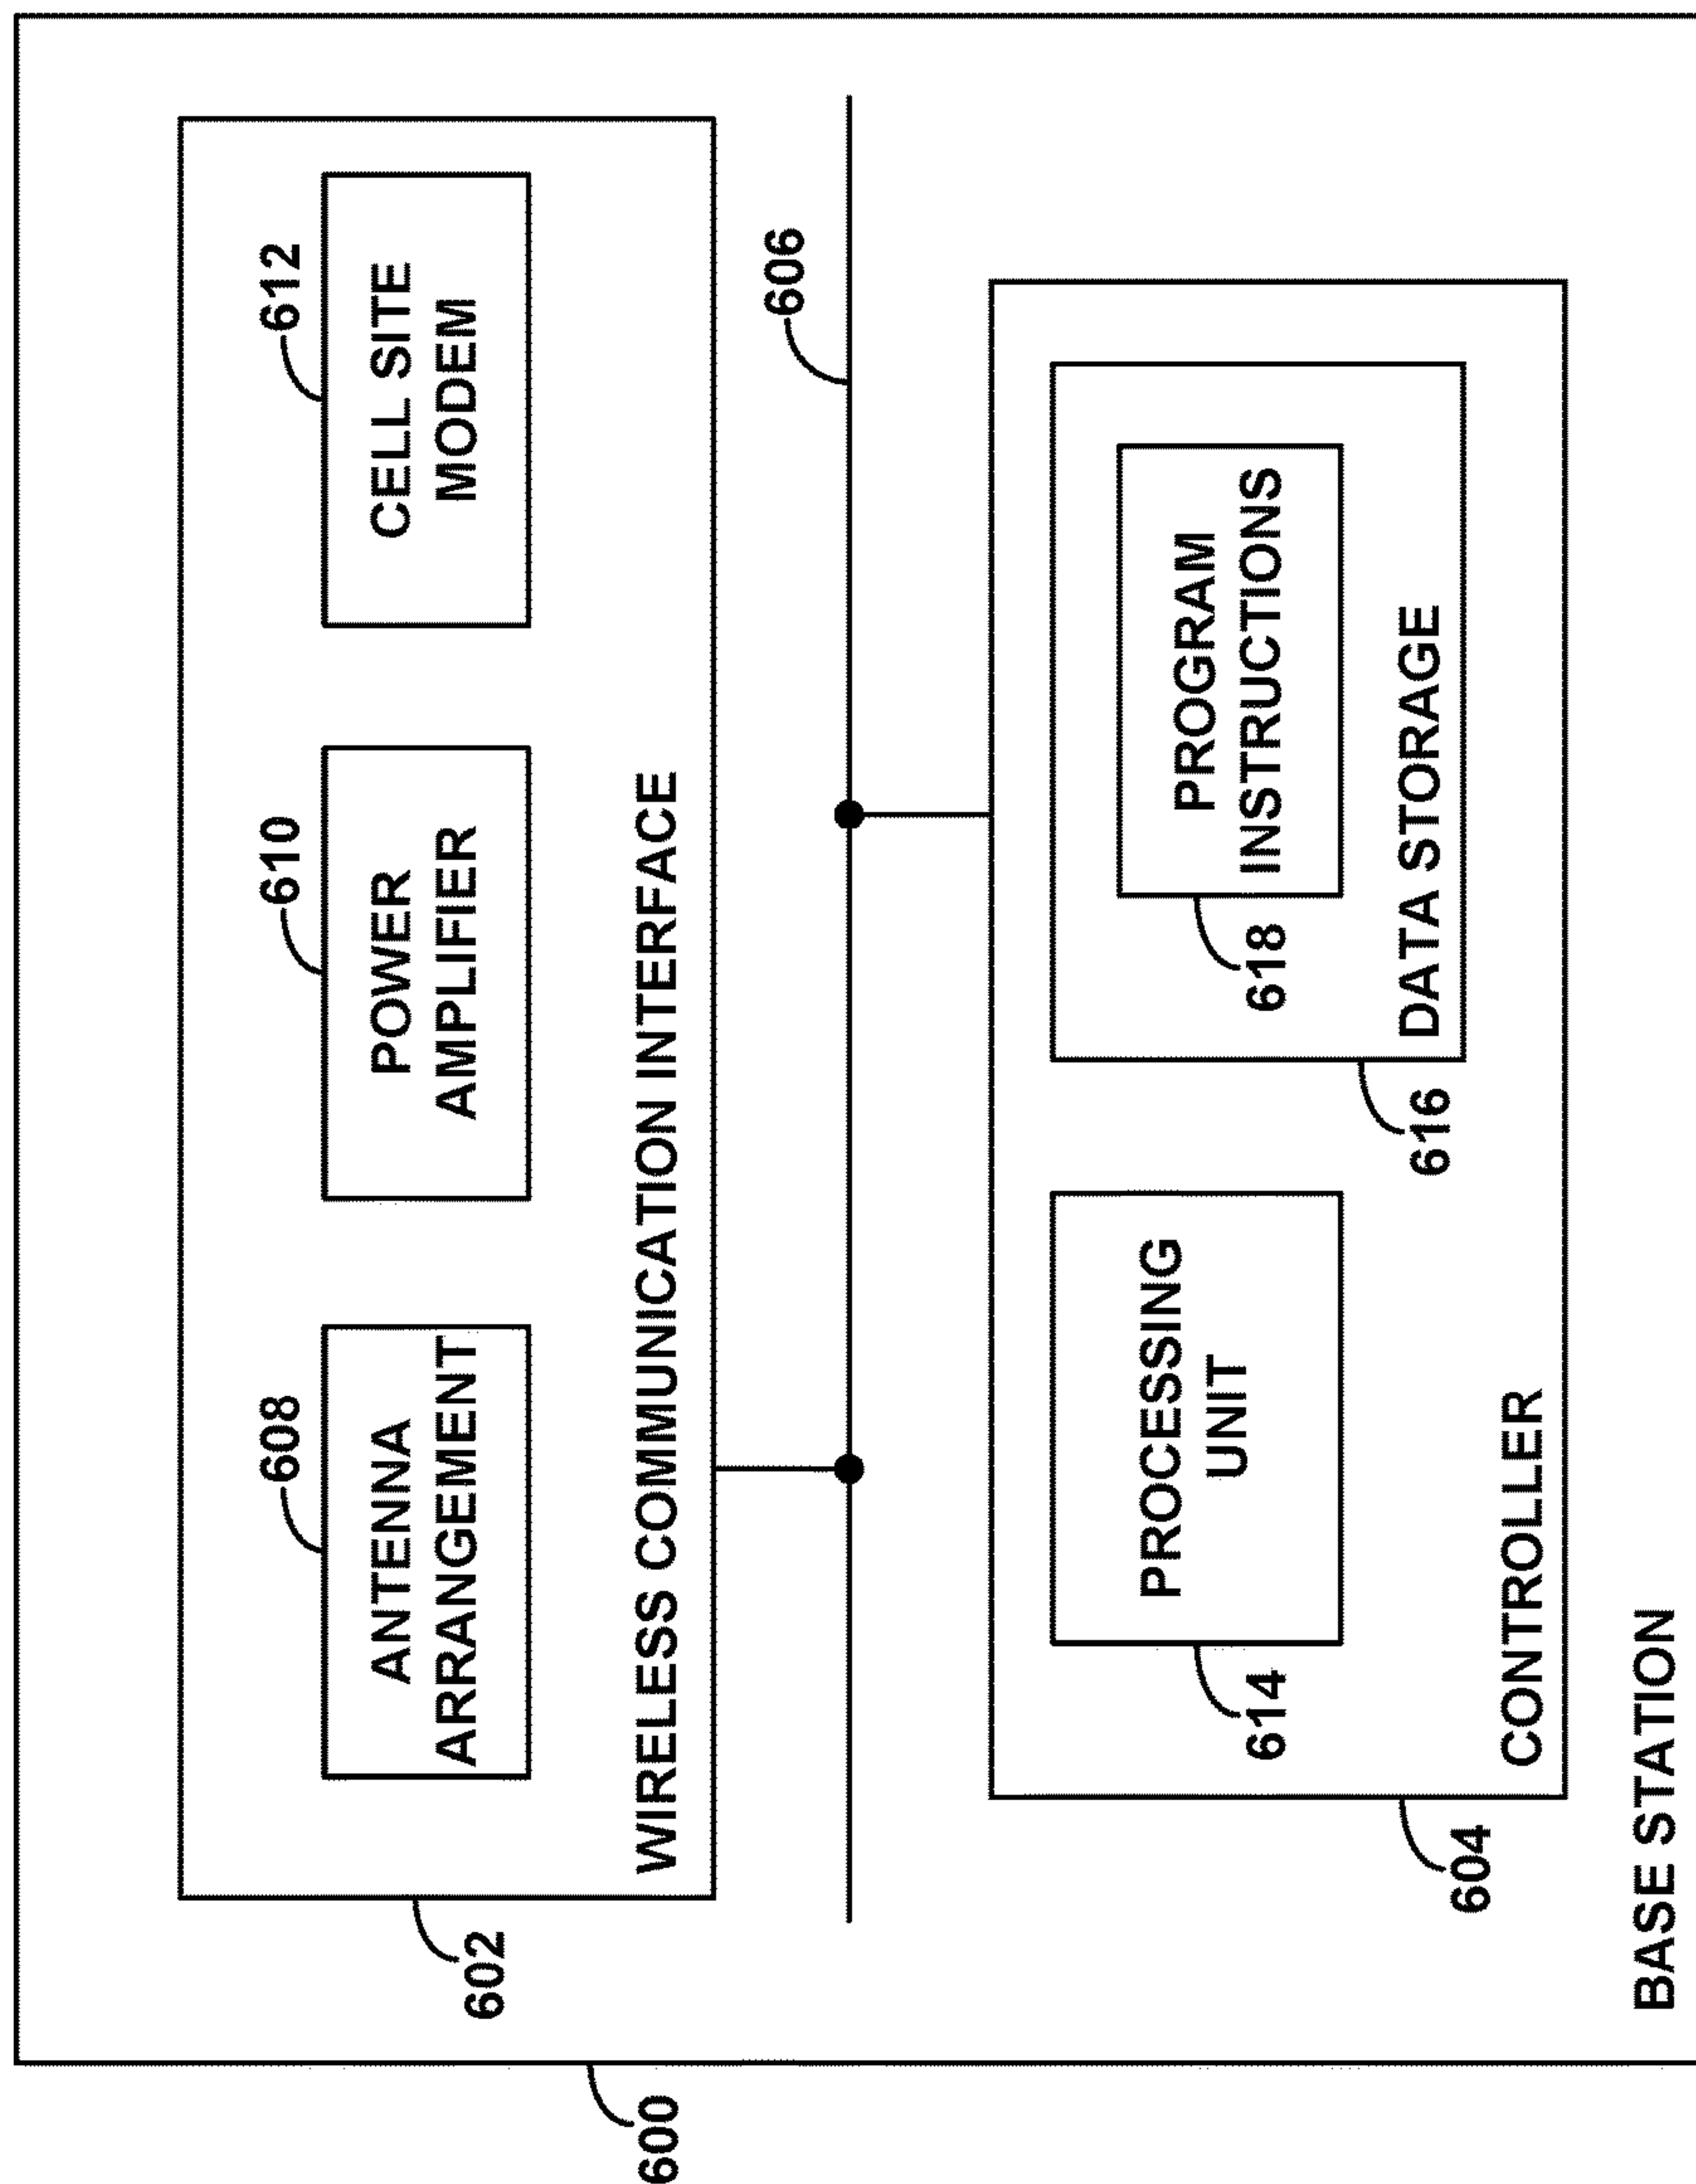 608
610
612
ANTENNA
ARRANGEMENT
POWER
AMPLIFIER
CELL SITE
MODEM
602
WIRELESS COMMUNICATION INTERFACE
600
606
PROCESSING
UNIT
614
PROGRAM
INSTRUCTIONS
618
DATA STORAGE
616
CONTROLLER
604
BASE STATION